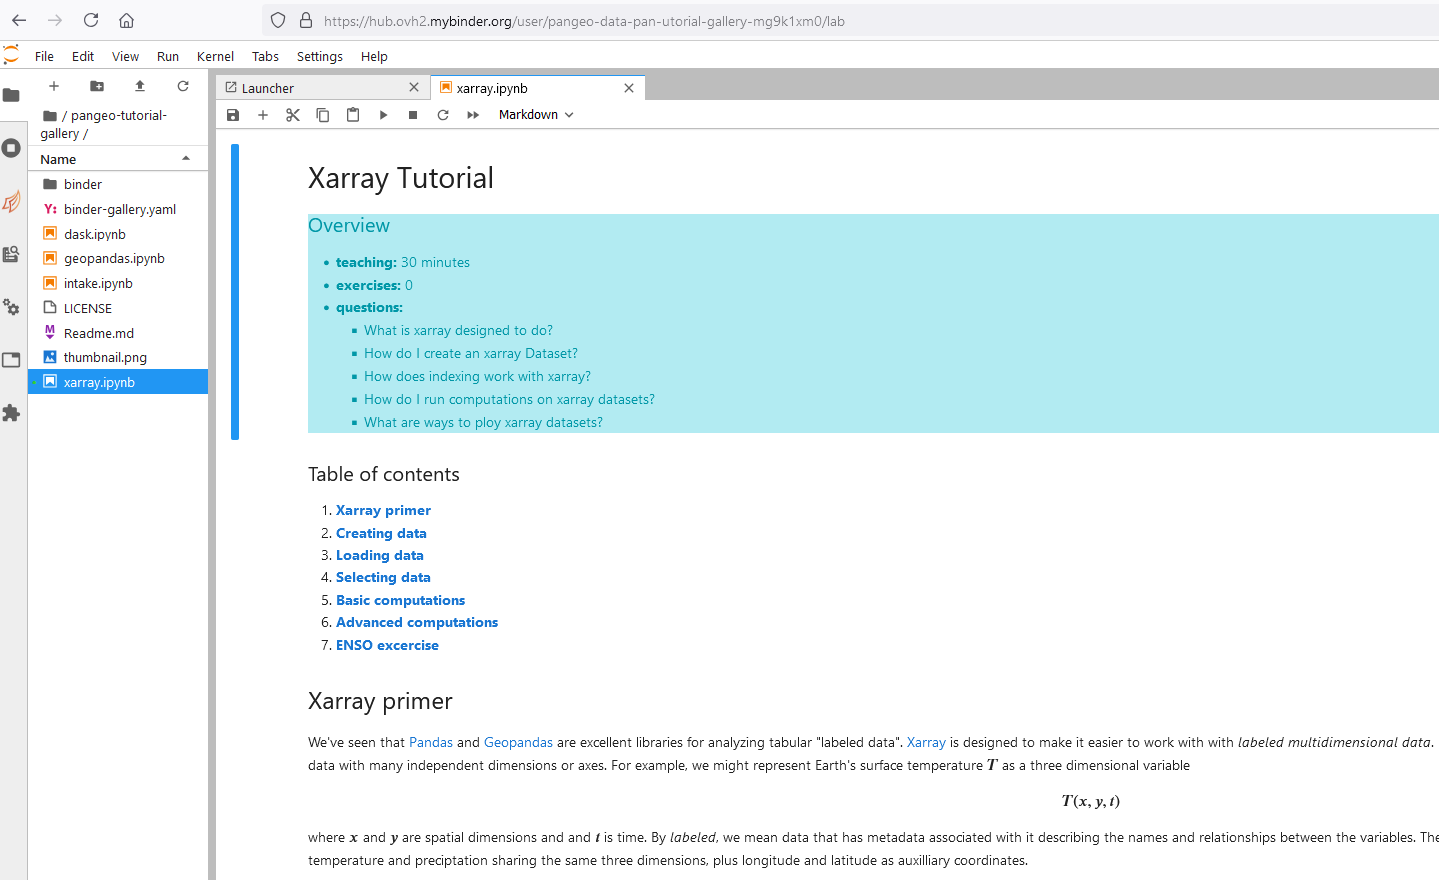 https://hub.ovh2.mybinder.org/user/pangeo-data-pan-utorial-gallery-mg9k1xm0/lab
File Edit View Run Kernel Tabs Settings Help
Launcher xarray.ipynb
/ pangeo-tutorial-
gallery /
Markdown
Name
binder
binder-gallery.yaml
dask.ipynb
geopandas.ipynb
intake.ipynb
LICENSE
Readme.md
thumbnail.png
xarray.ipynb
Xarray Tutorial
Overview
• teaching: 30 minutes
• exercises: 0
• questions:
▪ What is xarray designed to do?
▪ How do I create an xarray Dataset?
▪ How does indexing work with xarray?
▪ How do I run computations on xarray datasets?
▪ What are ways to ploy xarray datasets?
Table of contents
1. Xarray primer
2. Creating data
3. Loading data
4. Selecting data
5. Basic computations
6. Advanced computations
7. ENSO excercise
Xarray primer
We've seen that Pandas and Geopandas are excellent libraries for analyzing tabular "labeled data". Xarray is designed to make it easier to work with with labeled multidimensional data.
data with many independent dimensions or axes. For example, we might represent Earth's surface temperature T as a three dimensional variable
T(x, y, t)
where x and y are spatial dimensions and and t is time. By labeled, we mean data that has metadata associated with it describing the names and relationships between the variables. The
temperature and preciptation sharing the same three dimensions, plus longitude and latitude as auxilliary coordinates.